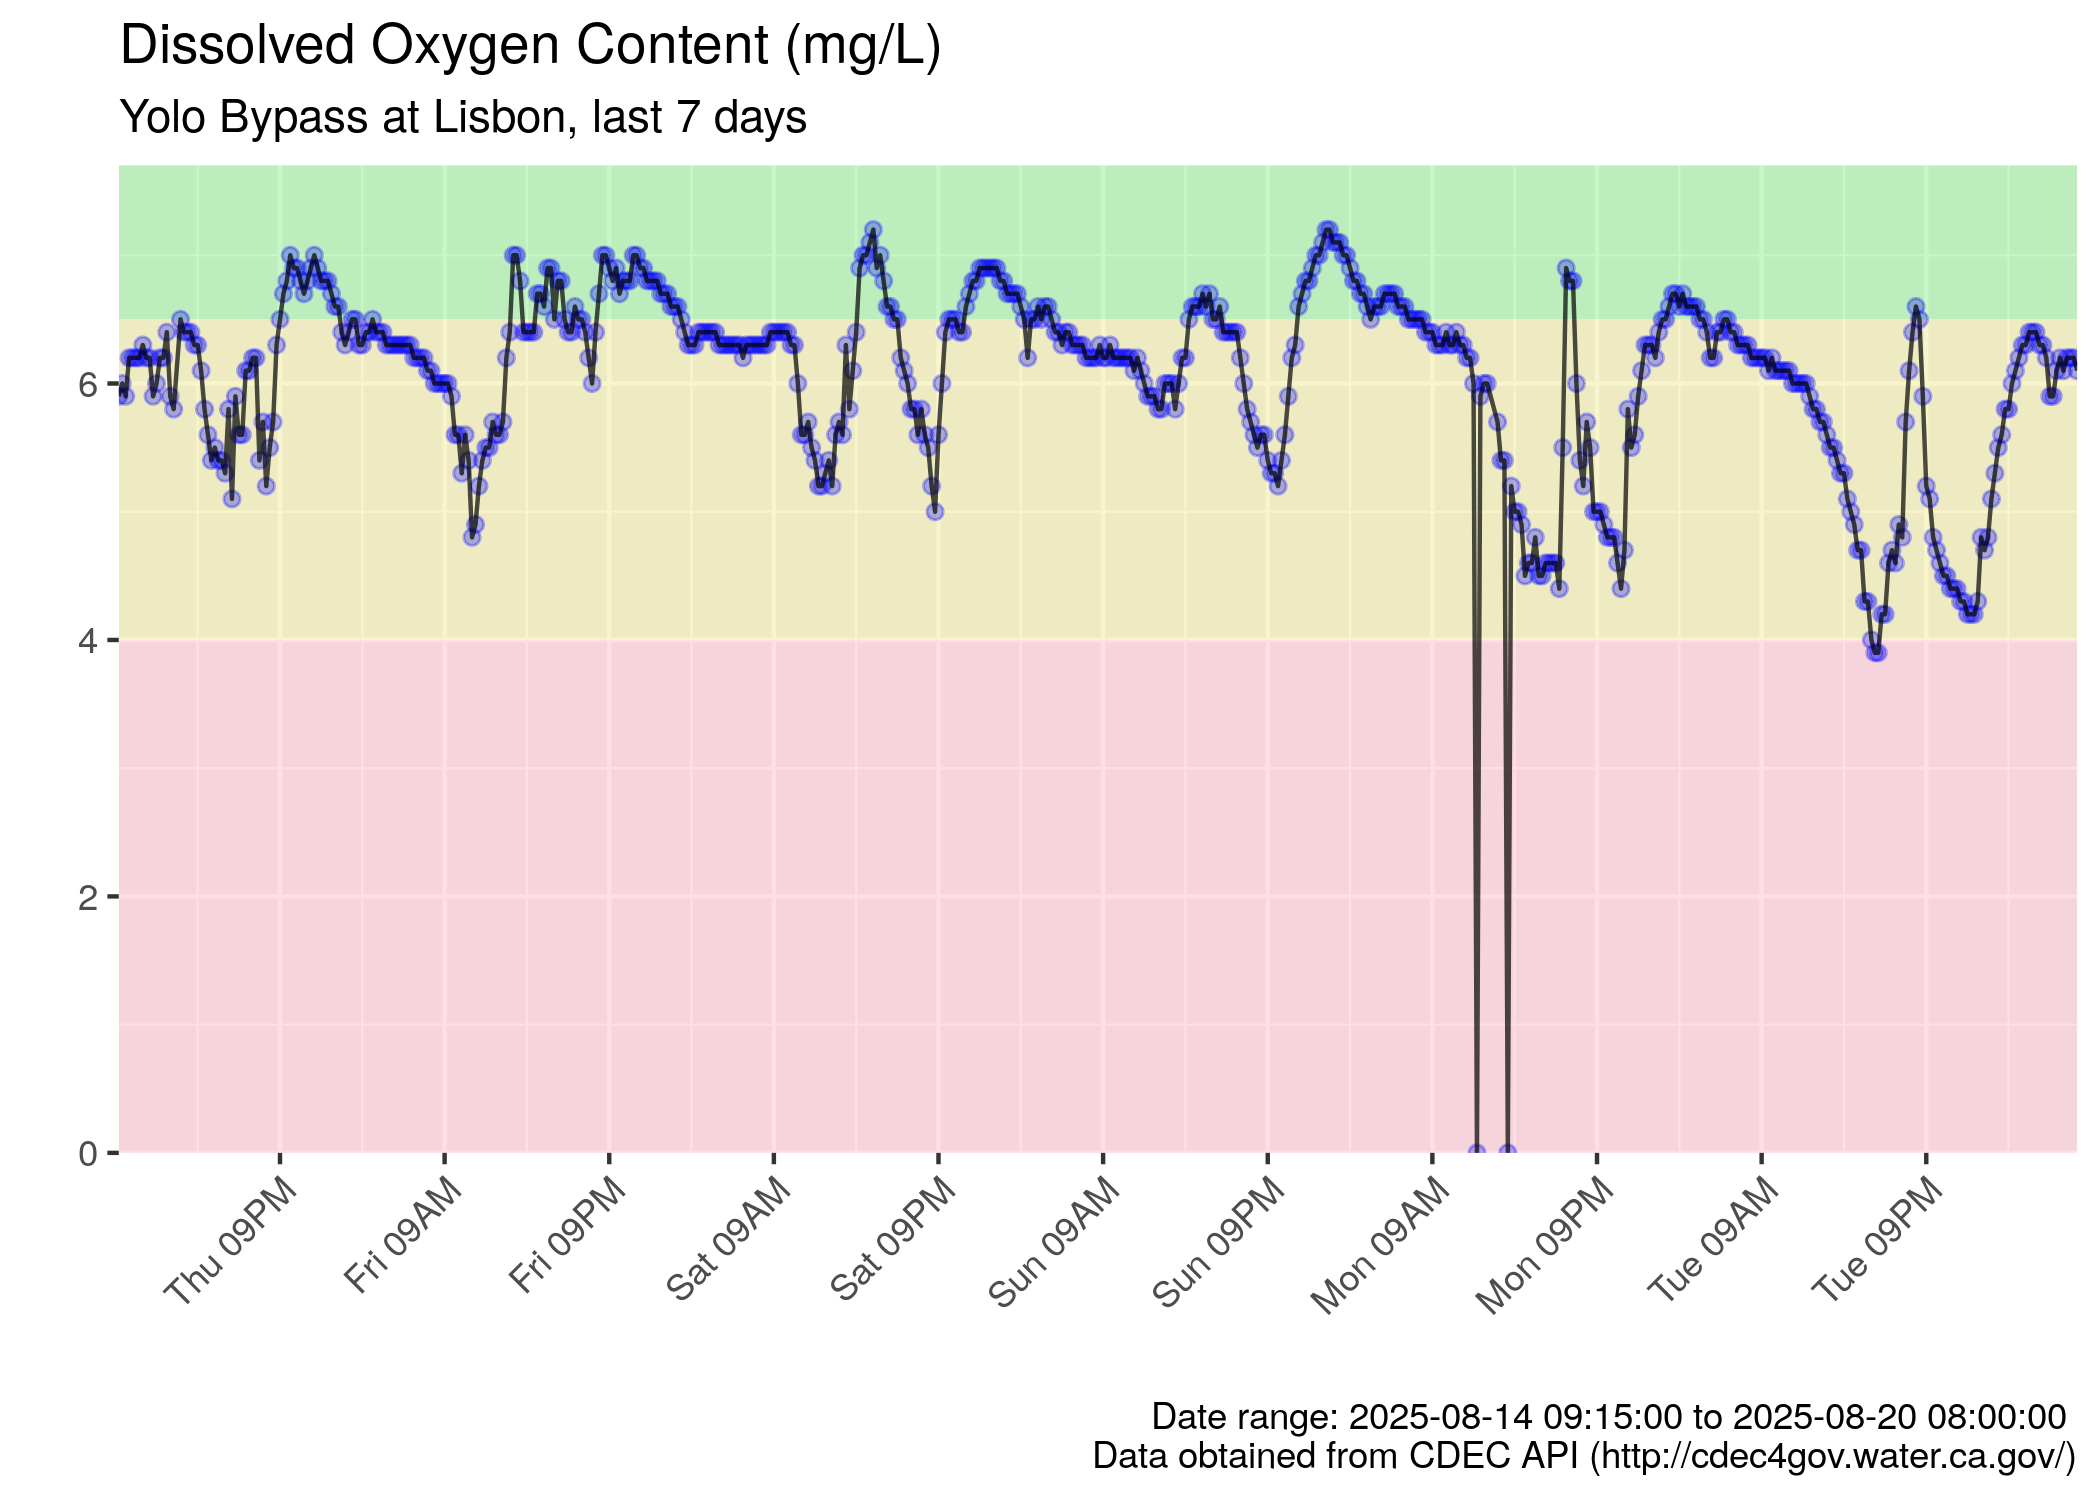 Dissolved Oxygen Content (mg/L)
Yolo Bypass at Lisbon, last 7 days
6
4
2
0
Thu 09PM
Fri 09AM
Fri 09PM
Sat 09AM
Sat 09PM
Sun 09AM
Sun 09PM
Mon 09AM
Mon 09PM
Tue 09AM
Tue 09PM
Date range: 2025-08-14 09:15:00 to 2025-08-20 08:00:00
Data obtained from CDEC API (http://cdec4gov.water.ca.gov/)